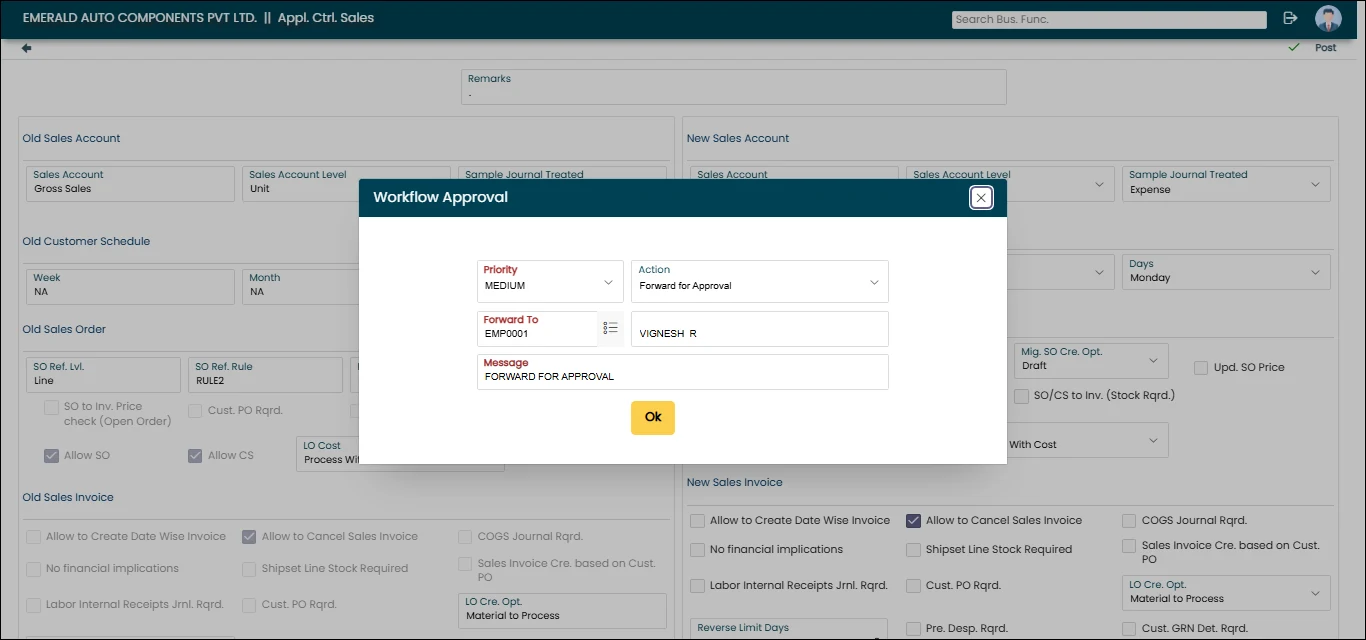 EMERALD AUTO COMPONENTS PVT LTD. || Appl. Ctrl. Sales
Search Bus. Func.
Post
Remarks
.
Old Sales Account
New Sales Account
Sales Account
Gross Sales
Sales Account Level
Unit
Sample Journal Treated
Sales Account
Sales Account Level
Sample Journal Treated
Expense
Workflow Approval
Old Customer Schedule
Week
NA
Month
NA
Days
Monday
Priority
MEDIUM
Action
Forward for Approval
Forward To
EMP0001
VIGNESH R
Message
FORWARD FOR APPROVAL
Ok
Old Sales Order
SO Ref. Lvl.
Line
SO Ref. Rule
RULE2
Mig. SO Cre. Opt.
Draft
Upd. SO Price
SO to Inv. Price
check (Open Order)
Cust. PO Rqrd.
SO/CS to Inv. (Stock Rqrd.)
Allow SO
Allow CS
LO Cost
Process Wi
With Cost
Old Sales Invoice
New Sales Invoice
Allow to Create Date Wise Invoice
Allow to Cancel Sales Invoice
COGS Journal Rqrd.
No financial implications
Shipset Line Stock Required
Sales Invoice Cre. based on Cust.
PO
Labor Internal Receipts Jrnl. Rqrd.
Cust. PO Rqrd.
LO Cre. Opt.
Material to Process
Allow to Create Date Wise Invoice
Allow to Cancel Sales Invoice
COGS Journal Rqrd.
No financial implications
Shipset Line Stock Required
Sales Invoice Cre. based on Cust.
PO
Labor Internal Receipts Jrnl. Rqrd.
Cust. PO Rqrd.
LO Cre. Opt.
Material to Process
Reverse Limit Days
Pre. Desp. Rqrd.
Cust. GRN Det. Rqrd.